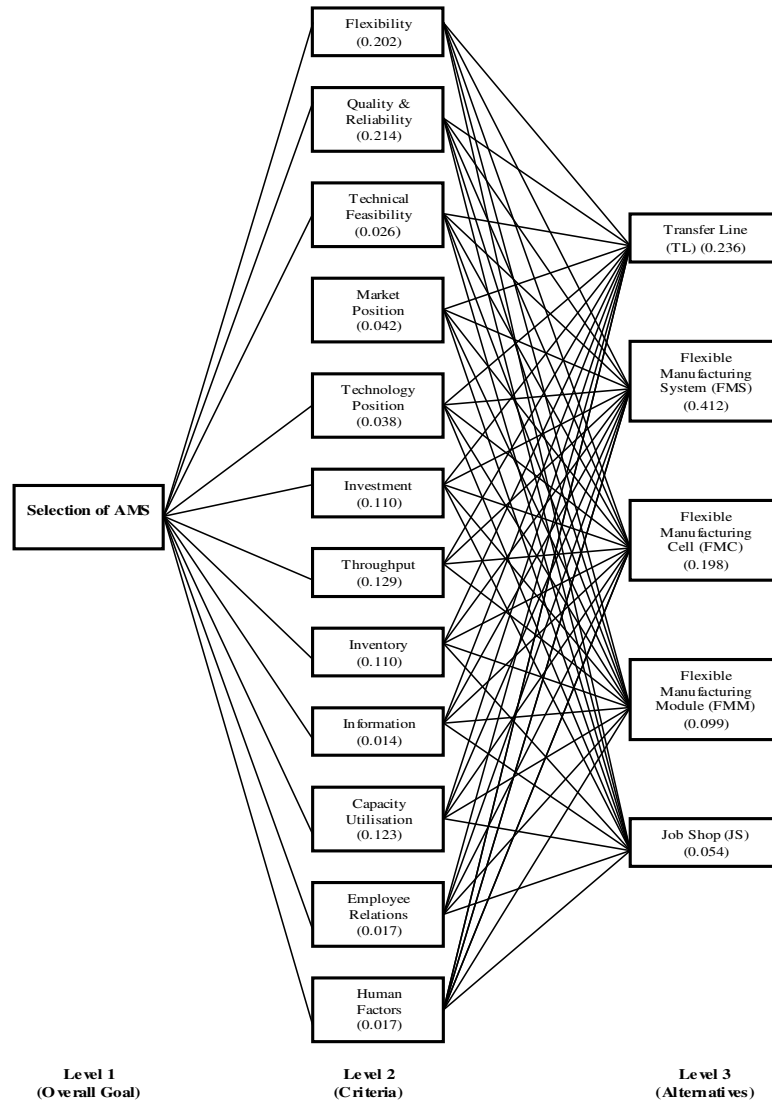 Flexibility
(0.202)
Quality &
Reliability
(0.214)
Technical
Feasibility
(0.026)
Market
Position
(0.042)
Technology
Position
(0.038)
Investment
(0.110)
Throughput
(0.129)
Inventory
(0.110)
Information
(0.014)
Capacity
Utilisation
(0.123)
Employee
Relations
(0.017)
Human
Factors
(0.017)
Selection of AMS
Transfer Line
(TL) (0.236)
Flexible
Manufacturing
System (FMS)
(0.412)
Flexible
Manufacturing
Cell (FMC)
(0.198)
Flexible
Manufacturing
Module (FMM)
(0.099)
Job Shop (JS)
(0.054)
Level 1
(Overall Goal)
Level 2
(Criteria)
Level 3
(Alternatives)